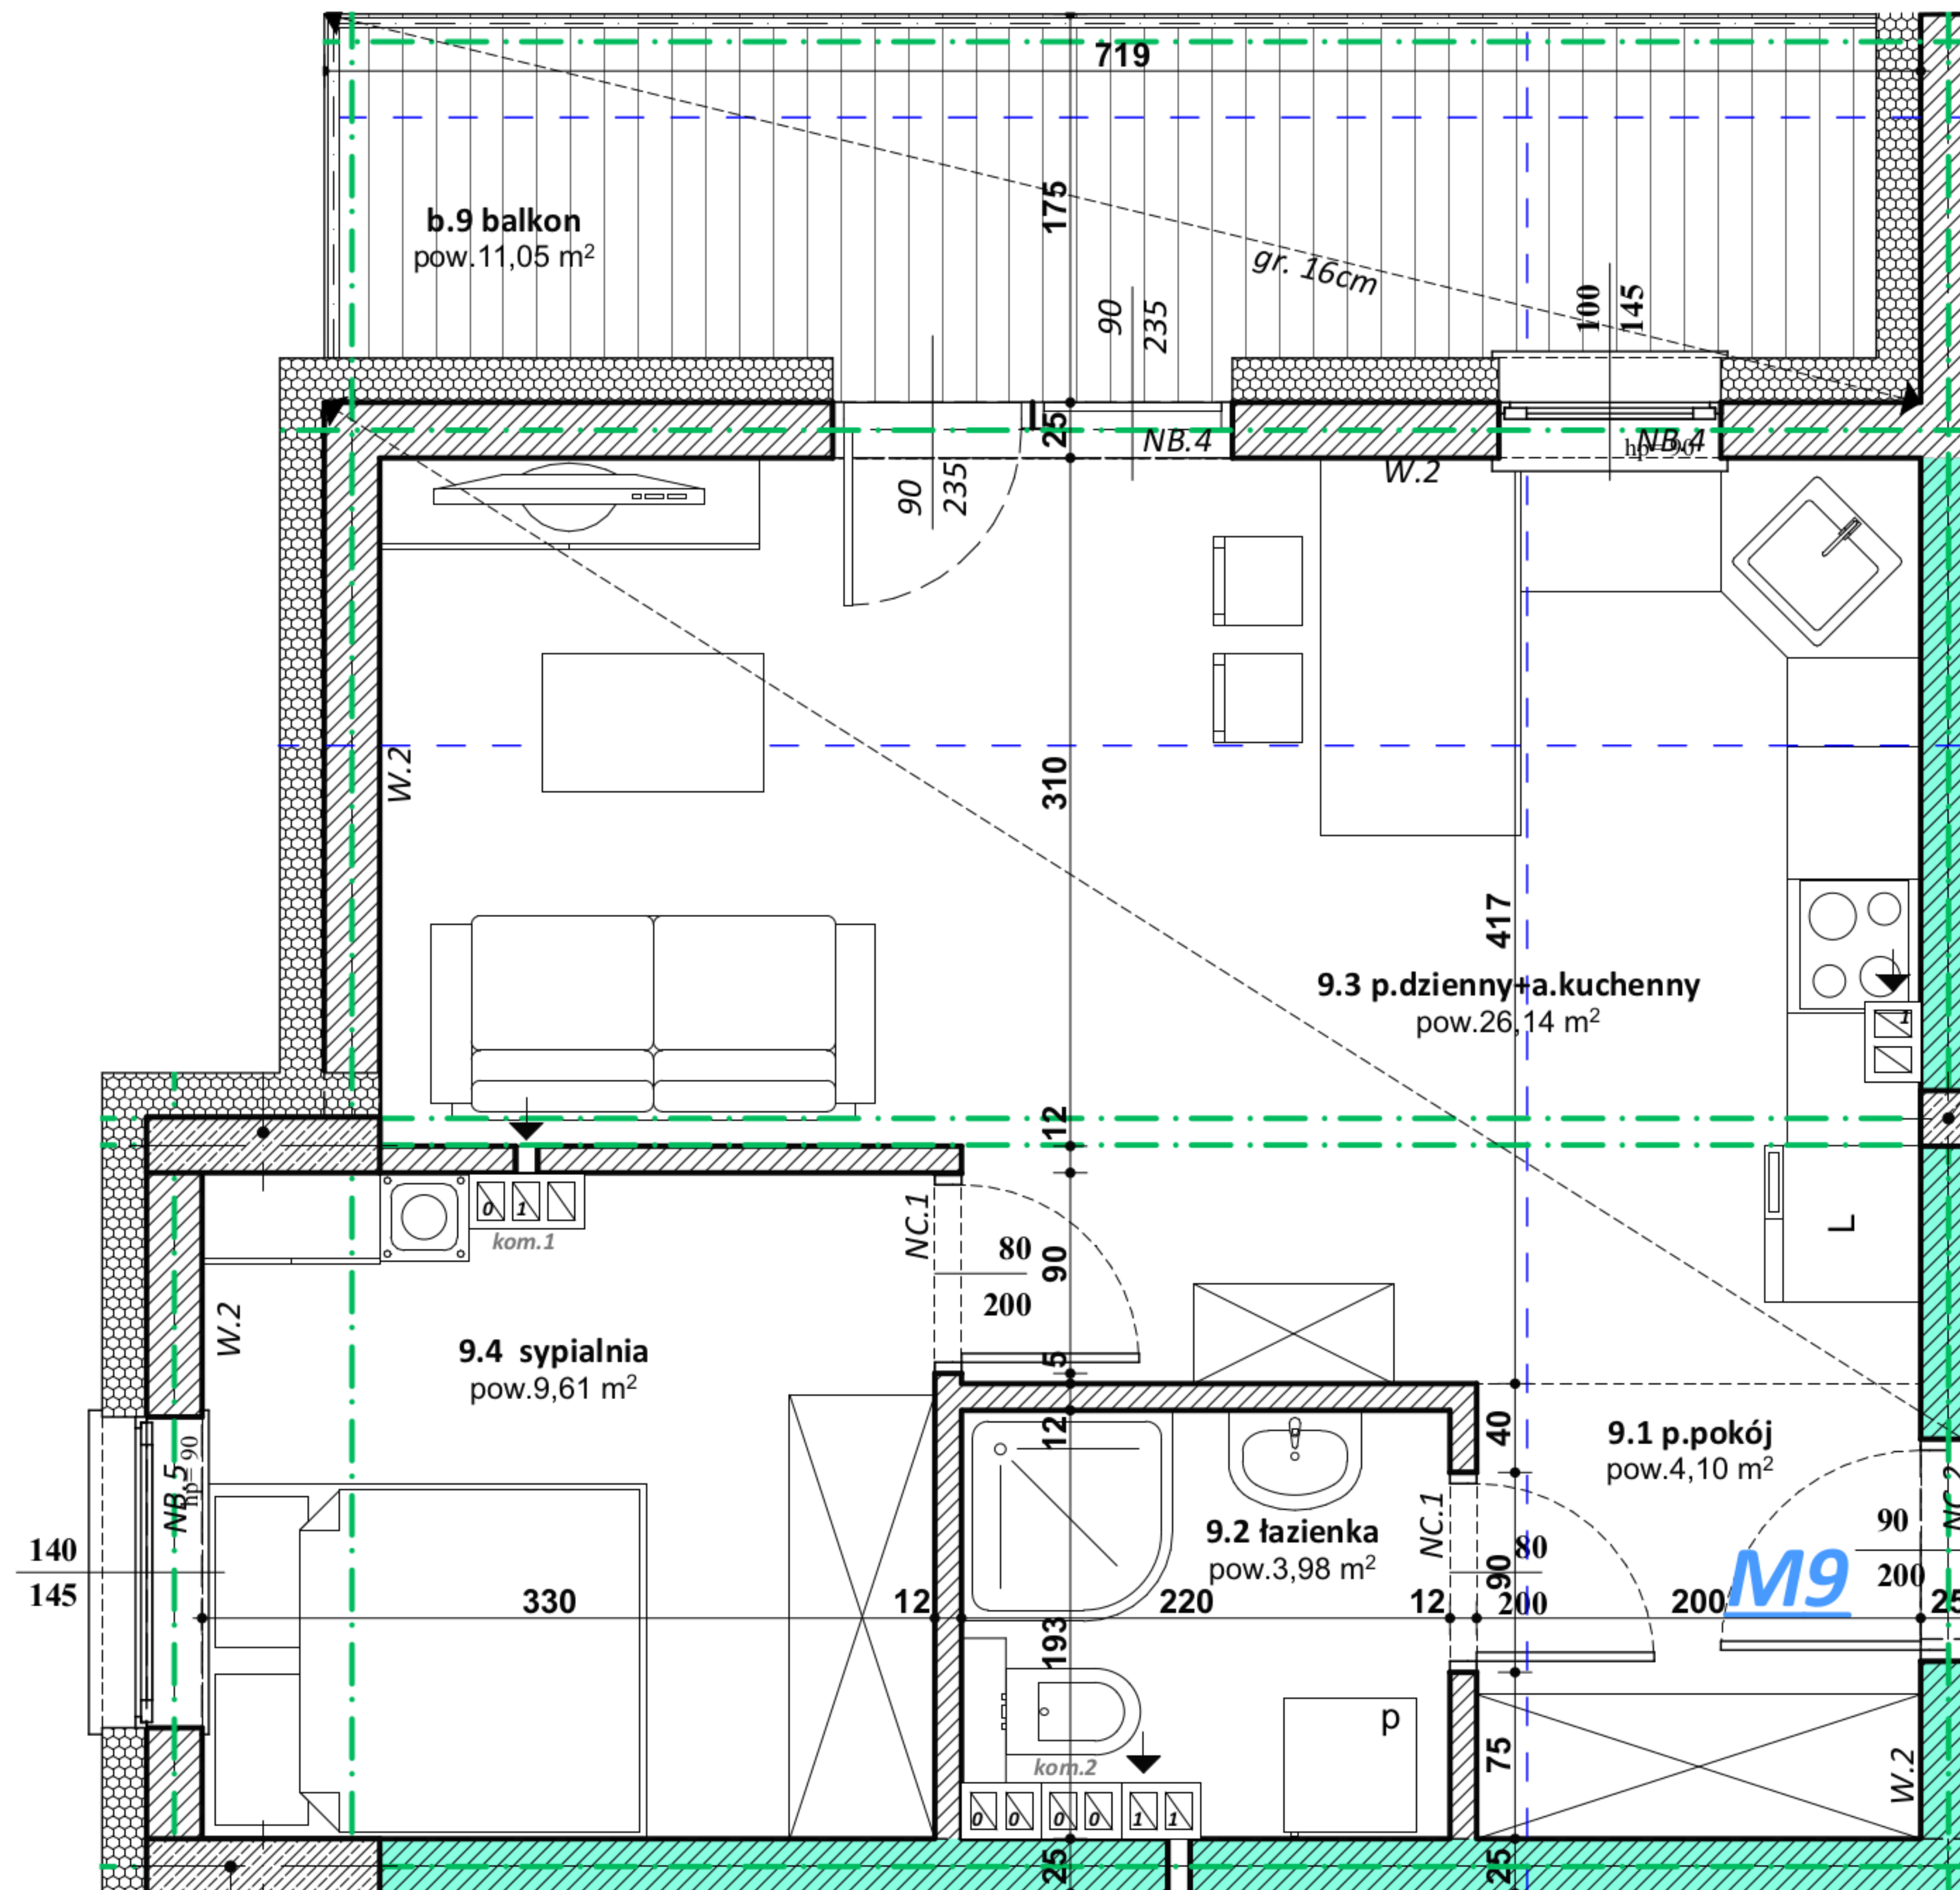 719
b.9 balkon
pow.11,05 m²
175
gr. 16cm
90
235
100
145
25
NB.4
NB.4
W.2
90
235
W.2
310
417
9.3 p.dzienny+a.kuchenny
pow.26,14 m²
1
12
0 1
kom.1
NC.1
80
200
90
L
W.2
9.4 sypialnia
pow.9,61 m²
5
12
40
9.1 p.pokój
pow.4,10 m²
NB.5
hp= 90
140
145
9.2 łazienka
pow.3,98 m²
NC.1
80
200
90
90
200
M9
330
12
220
12
200
25
193
p
75
W.2
kom.2
0 0 0 0 1 1
25
25